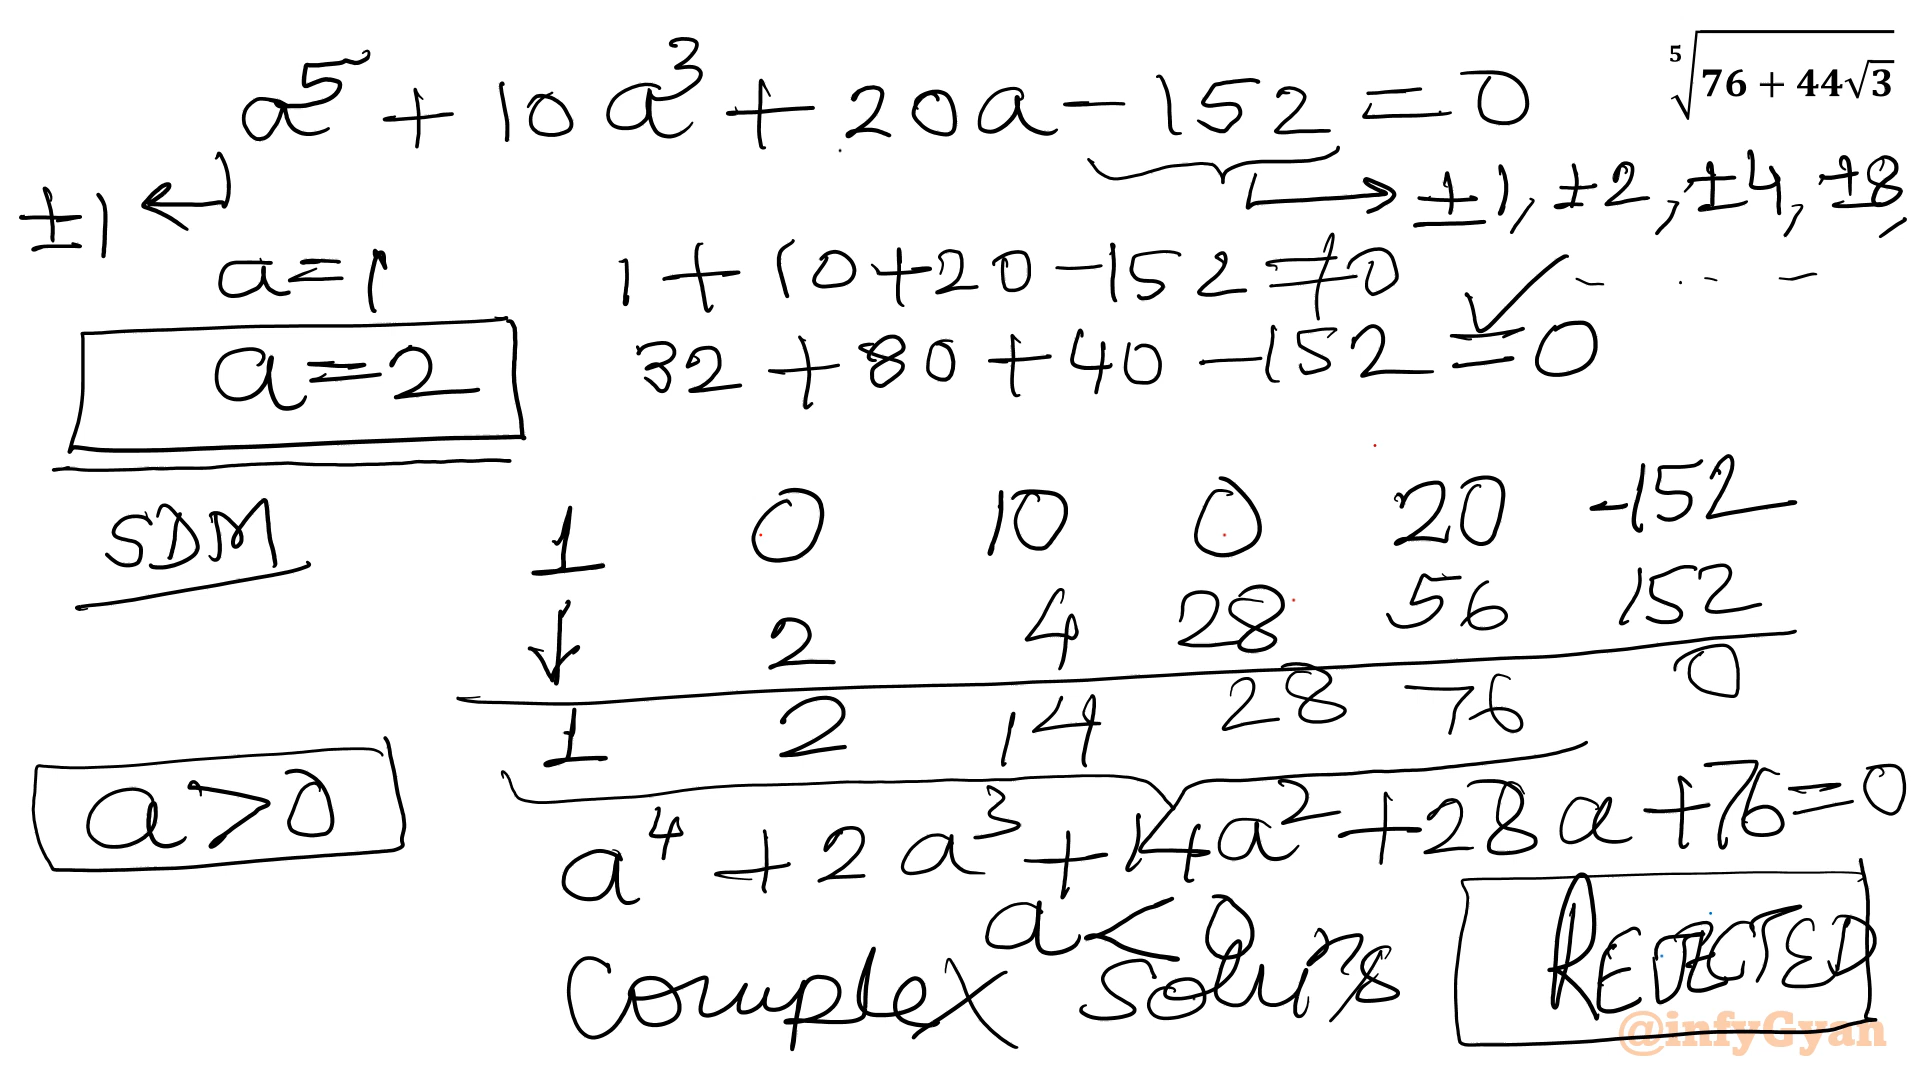 a⁵ + 10a³ + 20a - 152 = 0
⁵√(76 + 44√3)
±1
±1, ±2, ±4, ±8,
a = 1 1 + 10 + 20 - 152 ≠ 0
a = 2 32 + 80 + 40 - 152 = 0 ✓
SDM 1 0 10 0 20 -152
↓ 2 4 28 56 152
1 2 14 28 76 0
a > 0
a⁴ + 2a³ + 14a² + 28a + 76 = 0
a < 0
Complex Solu's
REJECTED
@infyGyan